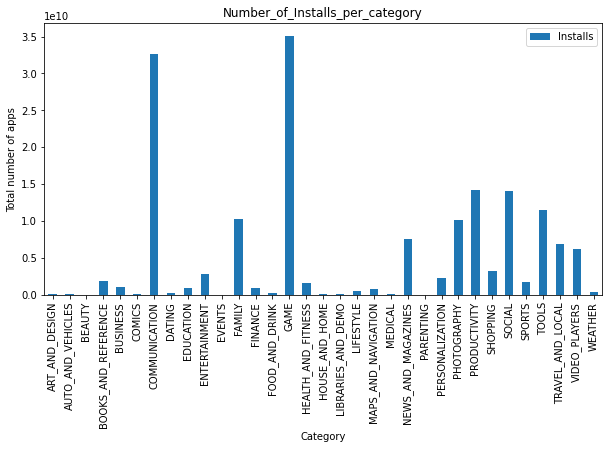 Number_of_Installs_per_category
1e10
Installs
3.5
3.0
2.5
2.0
1.5
1.0
0.5
0.0
Total number of apps
ART_AND_DESIGN
AUTO_AND_VEHICLES
BEAUTY
BOOKS_AND_REFERENCE
BUSINESS
COMICS
COMMUNICATION
DATING
EDUCATION
ENTERTAINMENT
EVENTS
FAMILY
FINANCE
FOOD_AND_DRINK
GAME
HEALTH_AND_FITNESS
HOUSE_AND_HOME
LIBRARIES_AND_DEMO
LIFESTYLE
MAPS_AND_NAVIGATION
MEDICAL
NEWS_AND_MAGAZINES
PARENTING
PERSONALIZATION
PHOTOGRAPHY
PRODUCTIVITY
SHOPPING
SOCIAL
SPORTS
TOOLS
TRAVEL_AND_LOCAL
VIDEO_PLAYERS
WEATHER
Category